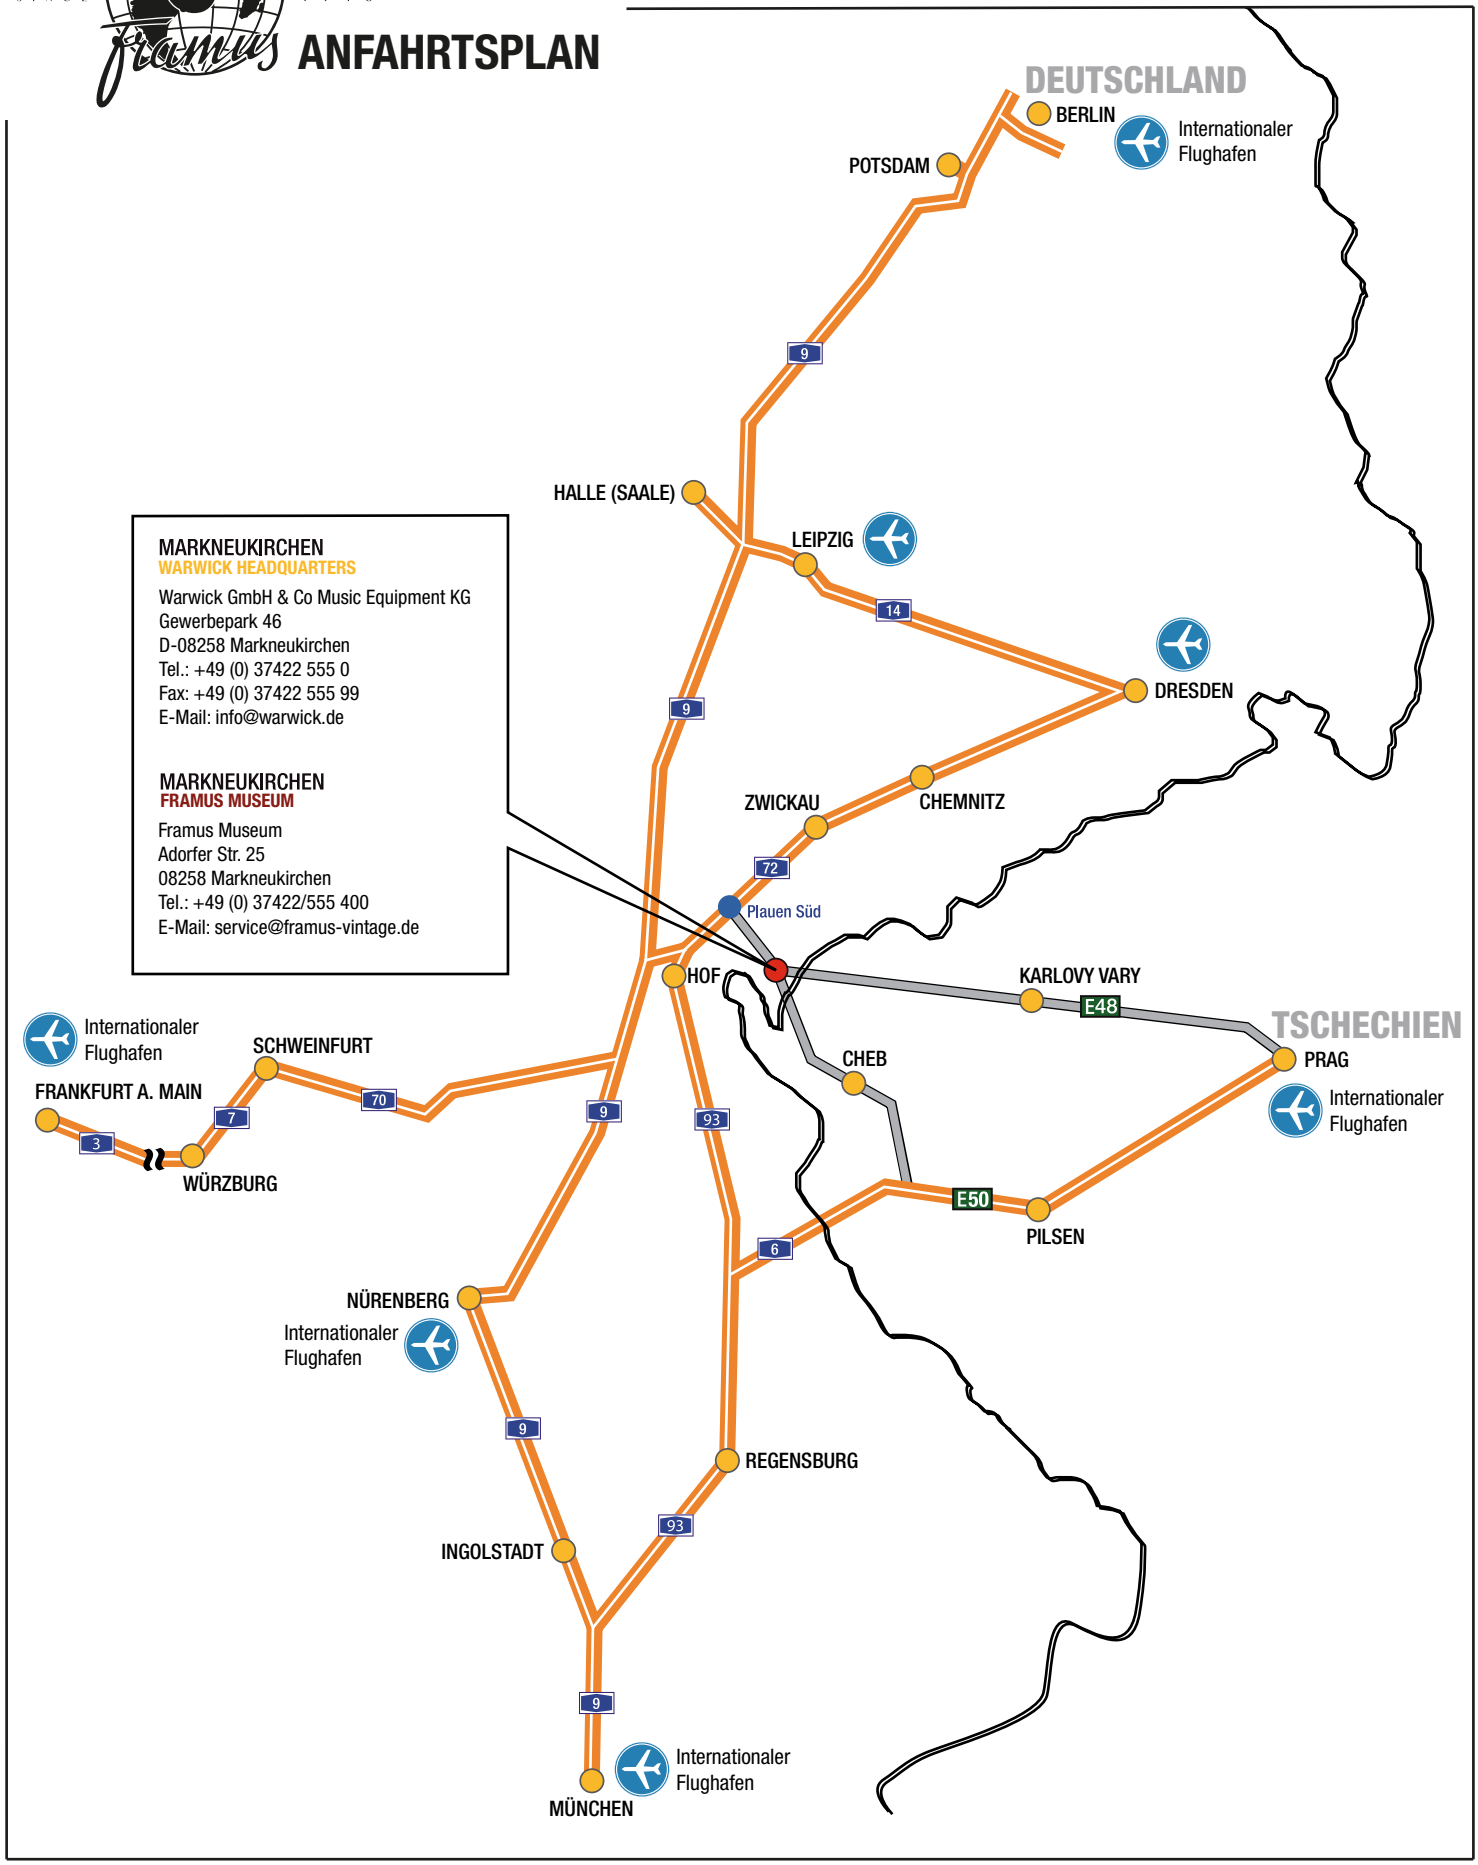 framus
ANFAHRTSPLAN
DEUTSCHLAND
BERLIN
Internationaler
Flughafen
POTSDAM
9
HALLE (SAALE)
LEIPZIG
14
DRESDEN
9
MARKNEUKIRCHEN
WARWICK HEADQUARTERS
Warwick GmbH & Co Music Equipment KG
Gewerbepark 46
D-08258 Markneukirchen
Tel.: +49 (0) 37422 555 0
Fax: +49 (0) 37422 555 99
E-Mail: info@warwick.de
MARKNEUKIRCHEN
FRAMUS MUSEUM
Framus Museum
Adorfer Str. 25
08258 Markneukirchen
Tel.: +49 (0) 37422/555 400
E-Mail: service@framus-vintage.de
ZWICKAU
CHEMNITZ
72
Plauen Süd
HOF
KARLOVY VARY
E48
TSCHECHIEN
PRAG
Internationaler
Flughafen
CHEB
Internationaler
Flughafen
FRANKFURT A. MAIN
SCHWEINFURT
70
7
3
WÜRZBURG
9
93
E50
PILSEN
6
NÜRENBERG
Internationaler
Flughafen
9
REGENSBURG
93
INGOLSTADT
9
Internationaler
Flughafen
MÜNCHEN